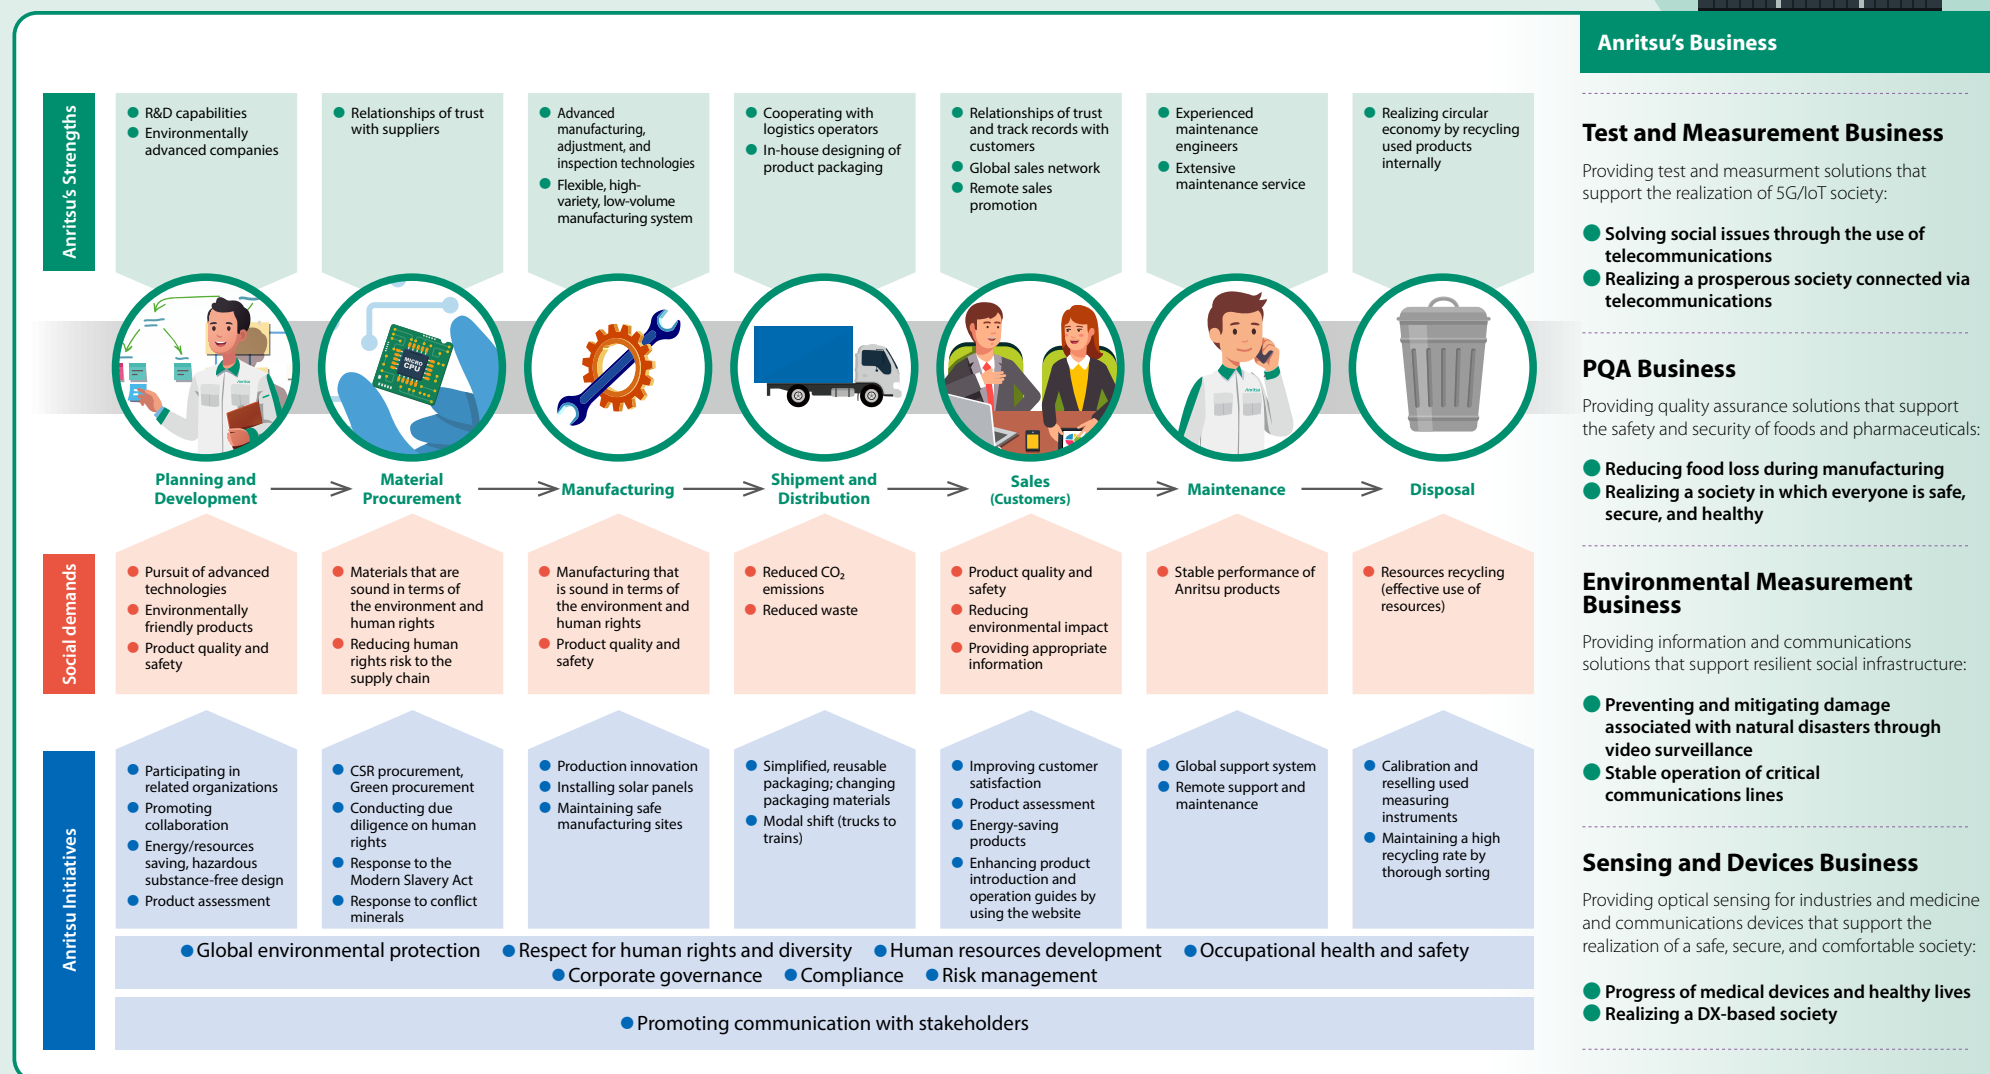 Anritsu's Business
Anritsu's Strengths
R&D capabilities
Environmentally
advanced companies
Relationships of trust
with suppliers
Advanced
manufacturing,
adjustment, and
inspection technologies
Flexible, high-
variety, low-volume
manufacturing system
Cooperating with
logistics operators
In-house designing of
product packaging
Relationships of trust
and track records with
customers
Global sales network
Remote sales
promotion
Experienced
maintenance
engineers
Extensive
maintenance service
Realizing circular
economy by recycling
used products
internally
Anritsu
MICRO
CPU
Anritsu
Planning and
Development
Material
Procurement
Manufacturing
Shipment and
Distribution
Sales
(Customers)
Maintenance
Disposal
Social demands
Pursuit of advanced
technologies
Environmentally
friendly products
Product quality and
safety
Materials that are
sound in terms of
the environment and
human rights
Reducing human
rights risk to the
supply chain
Manufacturing that
is sound in terms of
the environment and
human rights
Product quality and
safety
Reduced CO₂
emissions
Reduced waste
Product quality and
safety
Reducing
environmental impact
Providing appropriate
information
Stable performance of
Anritsu products
Resources recycling
(effective use of
resources)
Anritsu Initiatives
Participating in
related organizations
Promoting
collaboration
Energy/resources
saving, hazardous
substance-free design
Product assessment
CSR procurement,
Green procurement
Conducting due
diligence on human
rights
Response to the
Modern Slavery Act
Response to conflict
minerals
Production innovation
Installing solar panels
Maintaining safe
manufacturing sites
Simplified, reusable
packaging; changing
packaging materials
Modal shift (trucks to
trains)
Improving customer
satisfaction
Product assessment
Energy-saving
products
Enhancing product
introduction and
operation guides by
using the website
Global support system
Remote support and
maintenance
Calibration and
reselling used
measuring
instruments
Maintaining a high
recycling rate by
thorough sorting
Global environmental protection Respect for human rights and diversity Human resources development Occupational health and safety
Corporate governance Compliance Risk management
Promoting communication with stakeholders
Test and Measurement Business
Providing test and measurment solutions that
support the realization of 5G/IoT society:
Solving social issues through the use of
telecommunications
Realizing a prosperous society connected via
telecommunications
PQA Business
Providing quality assurance solutions that support
the safety and security of foods and pharmaceuticals:
Reducing food loss during manufacturing
Realizing a society in which everyone is safe,
secure, and healthy
Environmental Measurement
Business
Providing information and communications
solutions that support resilient social infrastructure:
Preventing and mitigating damage
associated with natural disasters through
video surveillance
Stable operation of critical
communications lines
Sensing and Devices Business
Providing optical sensing for industries and medicine
and communications devices that support the
realization of a safe, secure, and comfortable society:
Progress of medical devices and healthy lives
Realizing a DX-based society